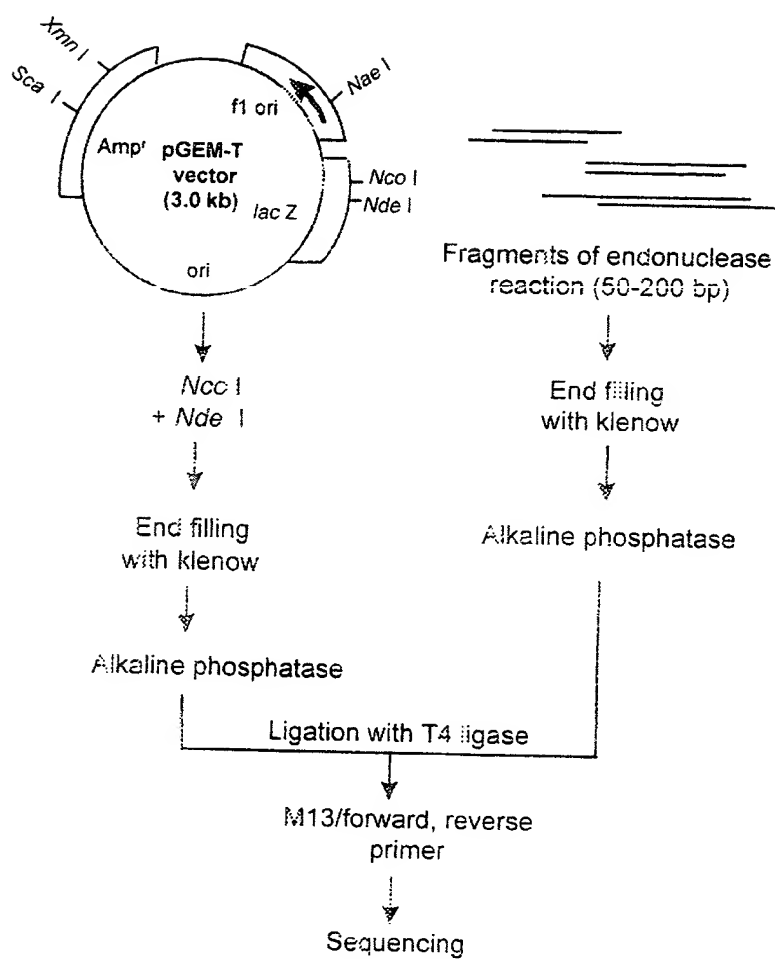 Xmn I
Sca I
Nae I
f1 ori
Ampr
pGEM-T
vector
(3.0 kb)
Nco I
Nde I
lac Z
ori
Fragments of endonuclease
reaction (50-200 bp)
Ncc I
+ Nde I
End filling
with klenow
End filling
with klenow
Alkaline phosphatase
Alkaline phosphatase
Ligation with T4 ligase
M13/forward, reverse
primer
Sequencing